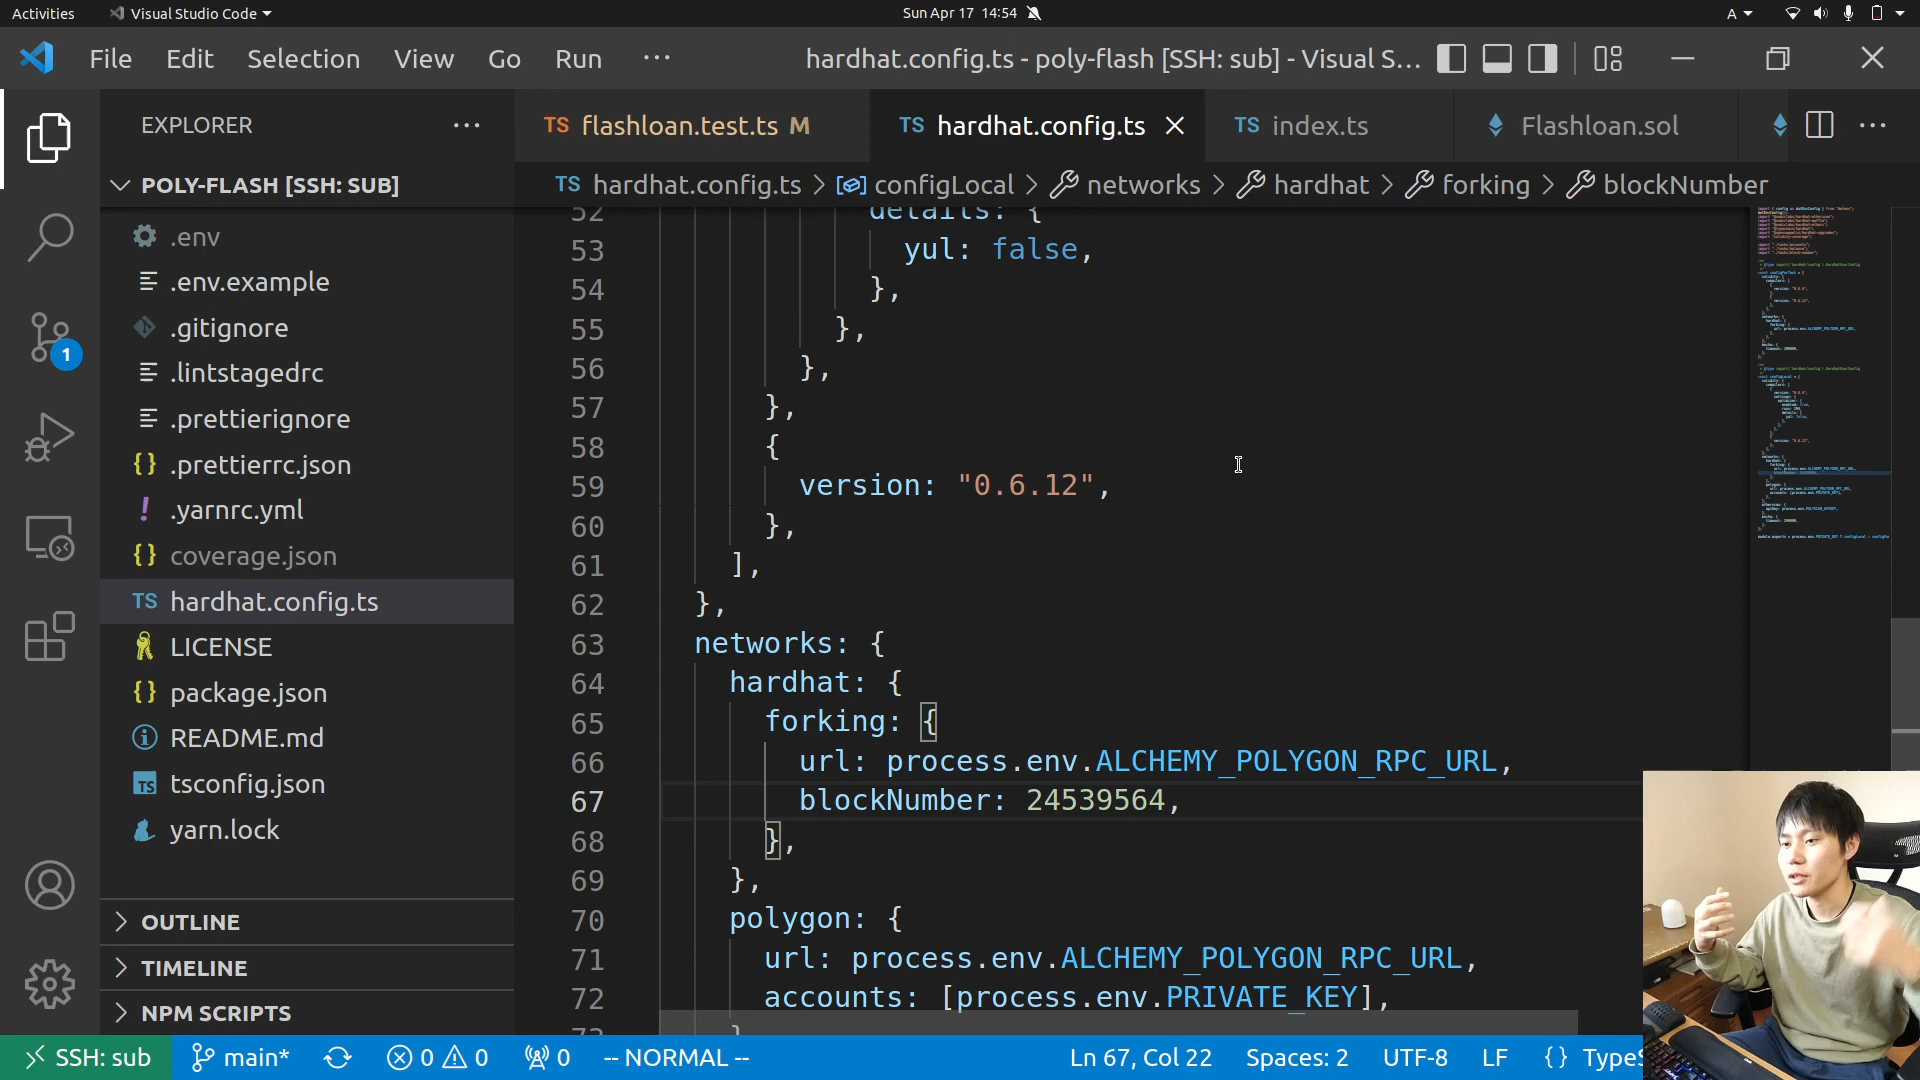 Activities
Visual Studio Code
Sun Apr 17 14:54
A
File Edit Selection View Go Run ···
hardhat.config.ts - poly-flash [SSH: sub] - Visual S...
EXPLORER ···
TS flashloan.test.ts M
TS hardhat.config.ts
TS index.ts
Flashloan.sol
···
POLY-FLASH [SSH: SUB]
TS hardhat.config.ts > configLocal > networks > hardhat > forking > blockNumber
.env
.env.example
.gitignore
.lintstagedrc
.prettierignore
{} .prettierrc.json
! .yarnrc.yml
{} coverage.json
TS hardhat.config.ts
LICENSE
{} package.json
README.md
TS tsconfig.json
yarn.lock
OUTLINE
TIMELINE
NPM SCRIPTS
1
52 details: {
53 yul: false,
54 },
55 },
56 },
57 },
58 {
59 version: "0.6.12",
60 },
61 ],
62 },
63 networks: {
64 hardhat: {
65 forking: {
66 url: process.env.ALCHEMY_POLYGON_RPC_URL,
67 blockNumber: 24539564,
68 },
69 },
70 polygon: {
71 url: process.env.ALCHEMY_POLYGON_RPC_URL,
72 accounts: [process.env.PRIVATE_KEY],
SSH: sub
main*
0 0
0
-- NORMAL --
Ln 67, Col 22
Spaces: 2
UTF-8
LF
{} TypeS